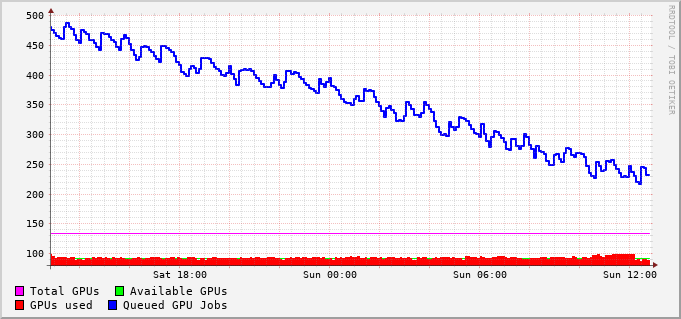 500
450
400
350
300
250
200
150
100
Sat 18:00 Sun 00:00 Sun 06:00 Sun 12:00
Total GPUs Available GPUs
GPUs used Queued GPU Jobs
RRDTOOL / TOBI OETIKER